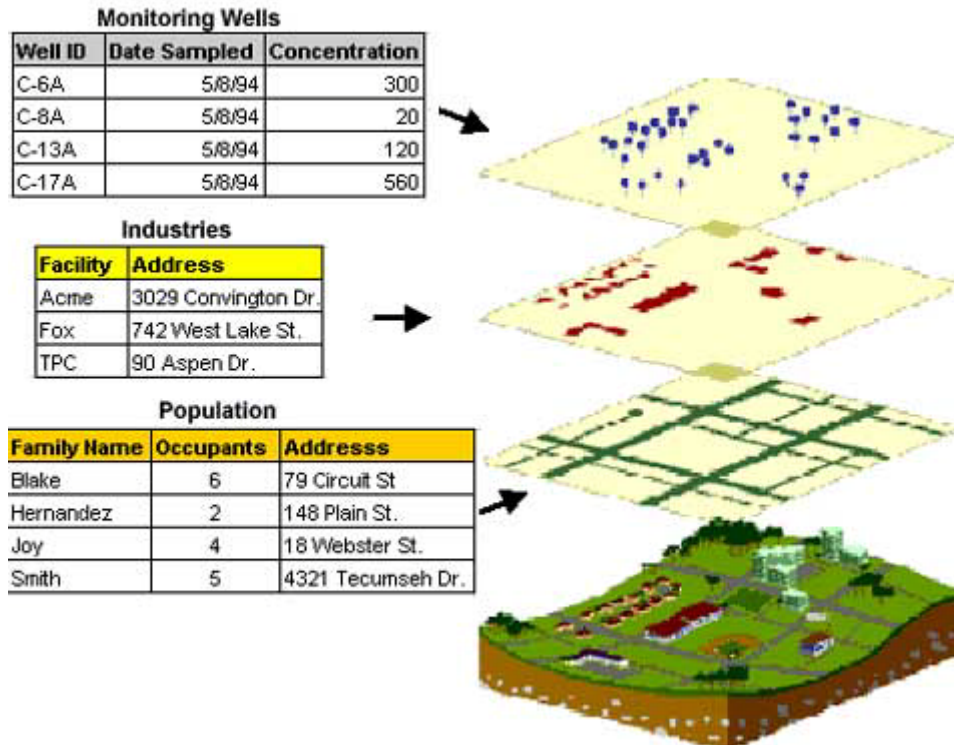 Monitoring Wells
Well ID Date Sampled Concentration
C-6A 5/8/94 300
C-8A 5/8/94 20
C-13A 5/8/94 120
C-17A 5/8/94 560
Industries
Facility Address
Acme 3029 Convington Dr.
Fox 742 West Lake St.
TPC 90 Aspen Dr.
Population
Family Name Occupants Addresss
Blake 6 79 Circuit St
Hernandez 2 148 Plain St.
Joy 4 18 Webster St.
Smith 5 4321 Tecumseh Dr.